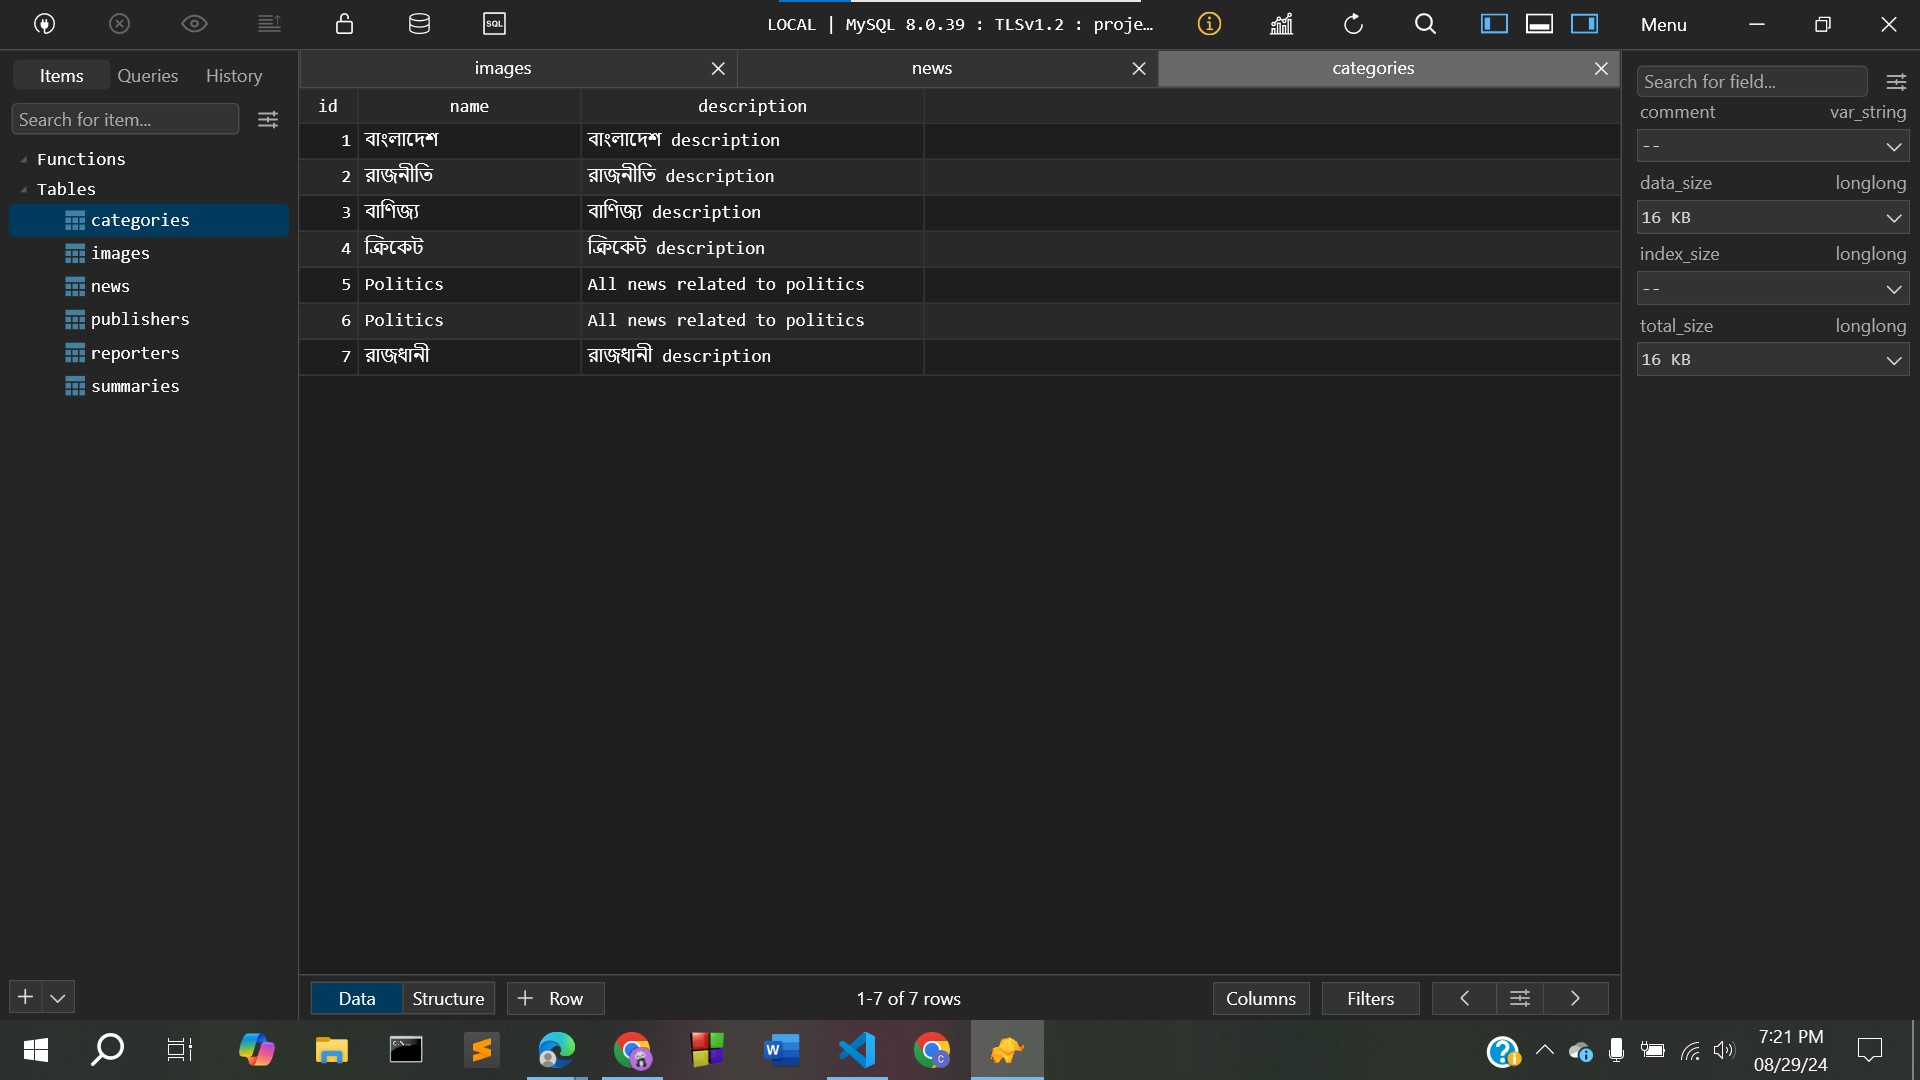 SQL
LOCAL | MySQL 8.0.39 : TLSv1.2 : proje…
Menu
Items Queries History
Search for item...
Functions
Tables
categories
images
news
publishers
reporters
summaries
images news categories
id name description
1 বাংলাদেশ বাংলাদেশ description
2 রাজনীতি রাজনীতি description
3 বাণিজ্য বাণিজ্য description
4 ক্রিকেট ক্রিকেট description
5 Politics All news related to politics
6 Politics All news related to politics
7 রাজধানী রাজধানী description
Search for field...
comment var_string
--
data_size longlong
16 KB
index_size longlong
--
total_size longlong
16 KB
Data Structure + Row 1-7 of 7 rows Columns Filters
7:21 PM
08/29/24